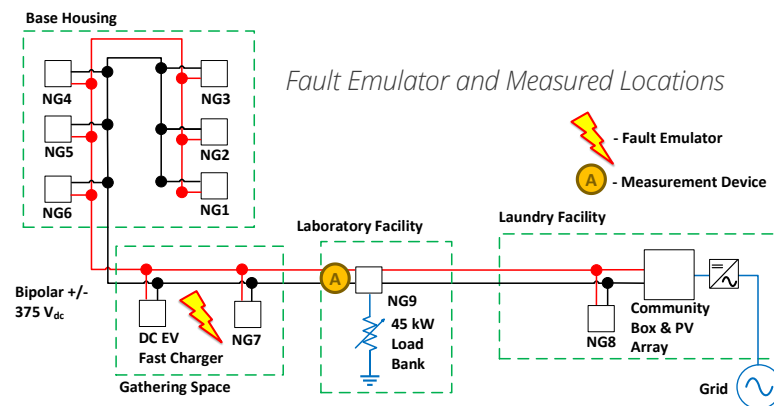 Base Housing
Fault Emulator and Measured Locations
NG4
NG3
NG5
NG2
NG6
NG1
- Fault Emulator
A
- Measurement Device
Laboratory Facility
Laundry Facility
A
Bipolar +/-
375 Vdc
DC EV
Fast Charger
NG7
Gathering Space
NG9
45 kW
Load
Bank
NG8
Community
Box & PV
Array
Grid